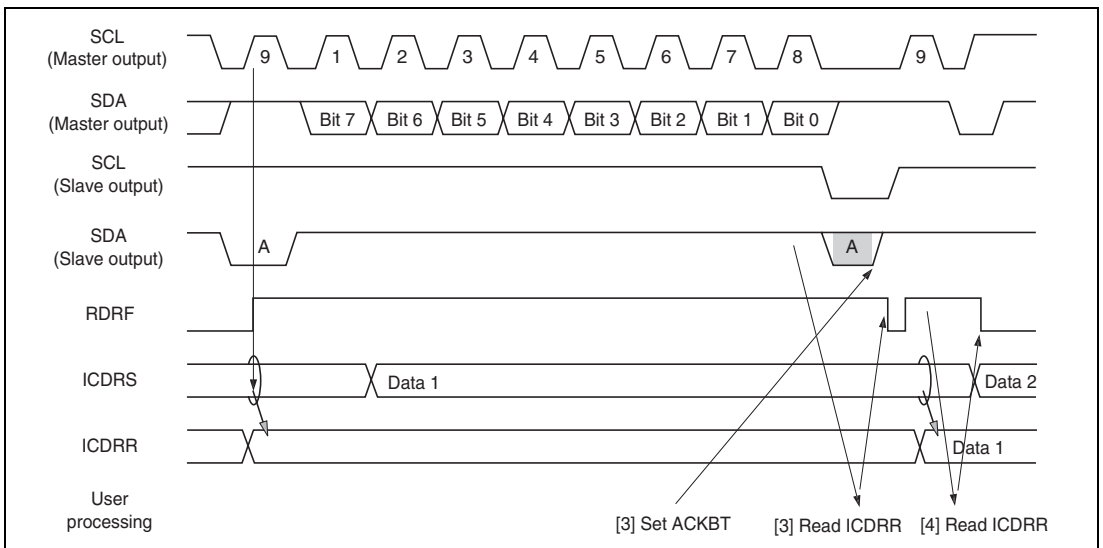 SCL
(Master output)
9 1 2 3 4 5 6 7 8 9
SDA
(Master output)
Bit 7 Bit 6 Bit 5 Bit 4 Bit 3 Bit 2 Bit 1 Bit 0
SCL
(Slave output)
SDA
(Slave output)
A A
RDRF
ICDRS
Data 1 Data 2
ICDRR
Data 1
User
processing
[3] Set ACKBT [3] Read ICDRR [4] Read ICDRR